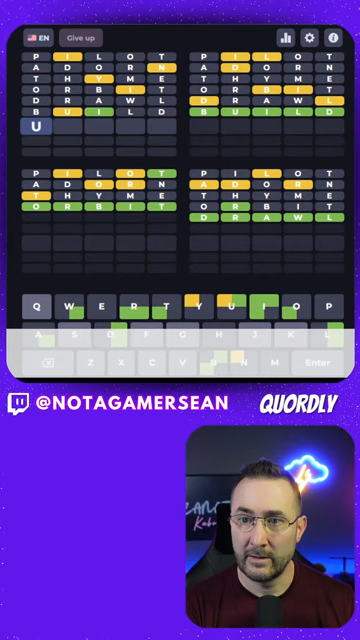 EN Give up
P I L O T P I L O T
A D O R N A D O R N
T H Y M E T H Y M E
O R B I T O R B I T
D R A W L D R A W L
B U I L D B U I L D
U
P I L O T P I L O T
A D O R N A D O R N
T H Y M E T H Y M E
O R B I T O R B I T
D R A W L
Q W E R T Y U I O P
A S D F G H J K L
Z X C V B N M Enter
@NOTAGAMERSEAN QUORDLY